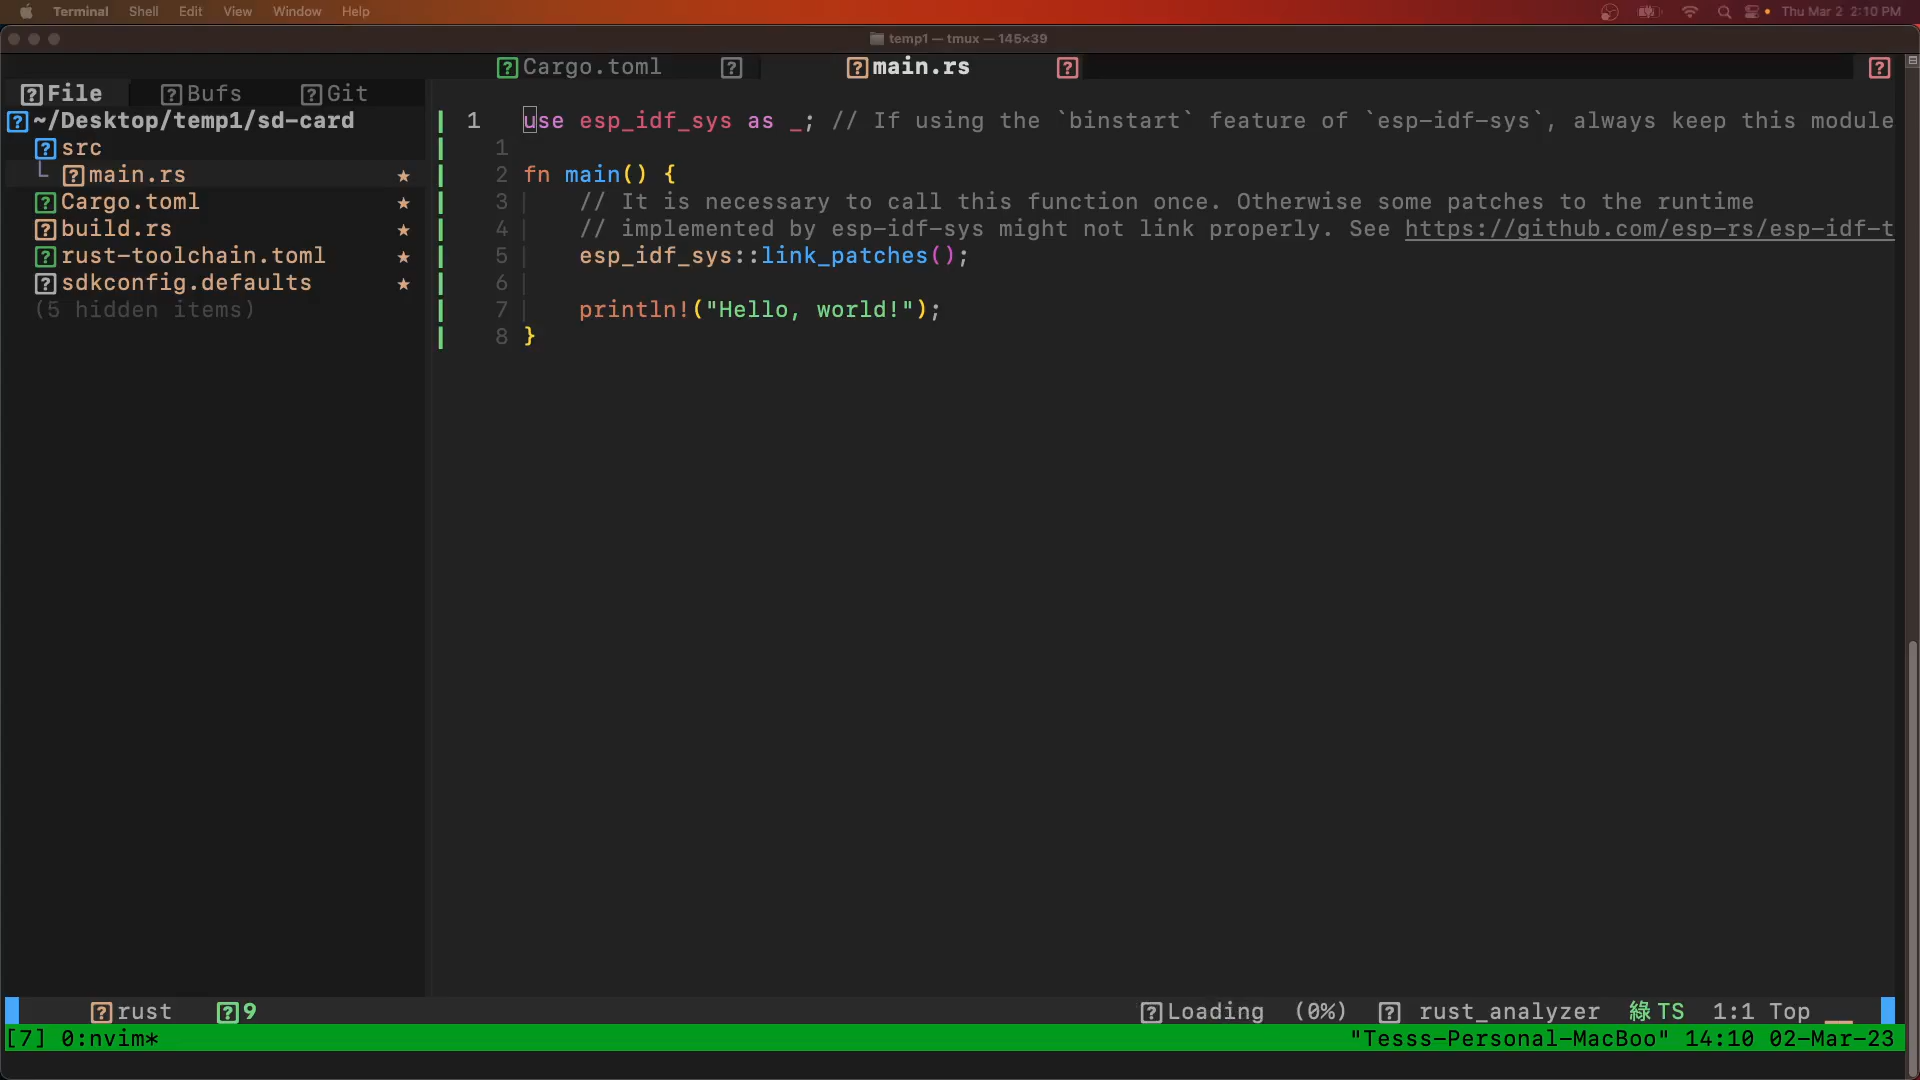 Terminal Shell Edit View Window Help Thu Mar 2 2:10 PM
temp1 — tmux — 145×39
Cargo.toml main.rs
File Bufs Git
~/Desktop/temp1/sd-card
src
main.rs ★
Cargo.toml ★
build.rs ★
rust-toolchain.toml ★
sdkconfig.defaults ★
(5 hidden items)
1 use esp_idf_sys as _; // If using the `binstart` feature of `esp-idf-sys`, always keep this module
1
2 fn main() {
3 // It is necessary to call this function once. Otherwise some patches to the runtime
4 // implemented by esp-idf-sys might not link properly. See https://github.com/esp-rs/esp-idf-t
5 esp_idf_sys::link_patches();
6
7 println!("Hello, world!");
8 }
rust 9 Loading (0%) rust_analyzer 綠 TS 1:1 Top __
[7] 0:nvim* "Tesss-Personal-MacBoo" 14:10 02-Mar-23